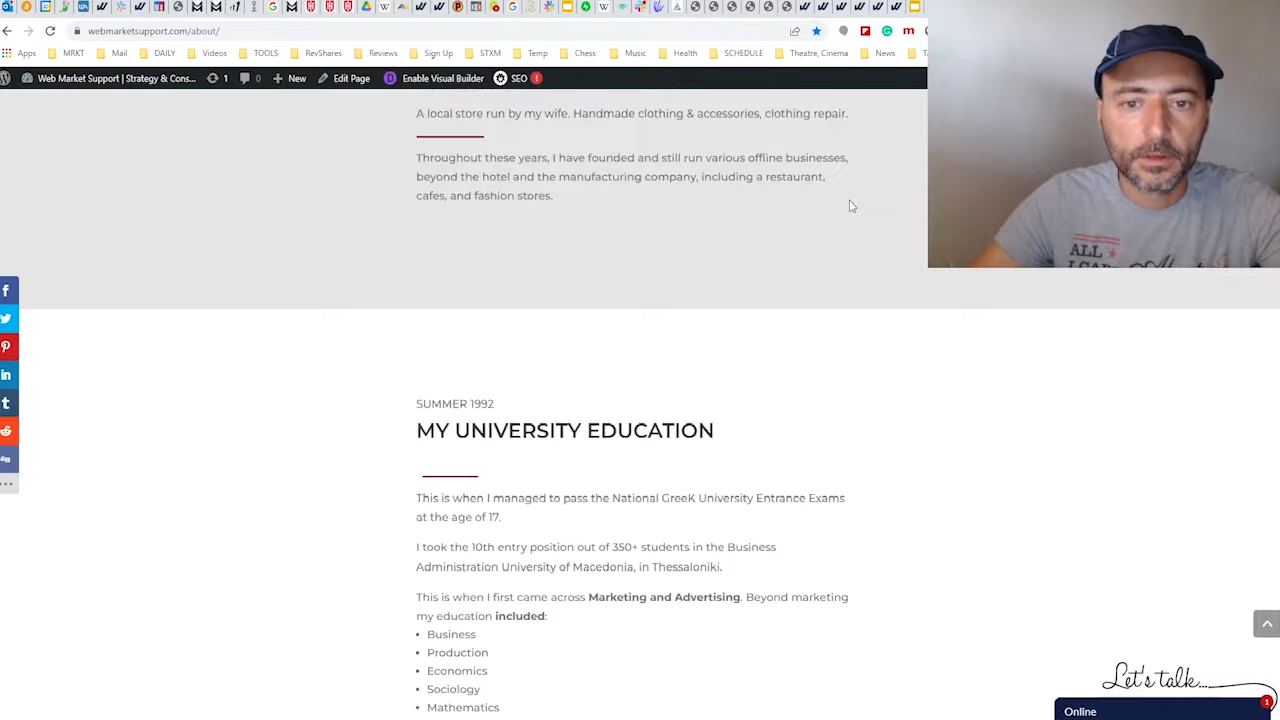 webmarketsupport.com/about/
Apps MRKT Mail DAILY Videos TOOLS RevShares Reviews Sign Up STXM Temp Chess Music Health SCHEDULE Theatre, Cinema News
Web Market Support | Strategy & Cons... 1 0 New Edit Page Enable Visual Builder SEO !
A local store run by my wife. Handmade clothing & accessories, clothing repair.
Throughout these years, I have founded and still run various offline businesses,
beyond the hotel and the manufacturing company, including a restaurant,
cafes, and fashion stores.
SUMMER 1992
MY UNIVERSITY EDUCATION
This is when I managed to pass the National GreeK University Entrance Exams
at the age of 17.
I took the 10th entry position out of 350+ students in the Business
Administration University of Macedonia, in Thessaloniki.
This is when I first came across Marketing and Advertising. Beyond marketing
my education included:
• Business
• Production
• Economics
• Sociology
• Mathematics
Let's talk...
Online 1
ALL